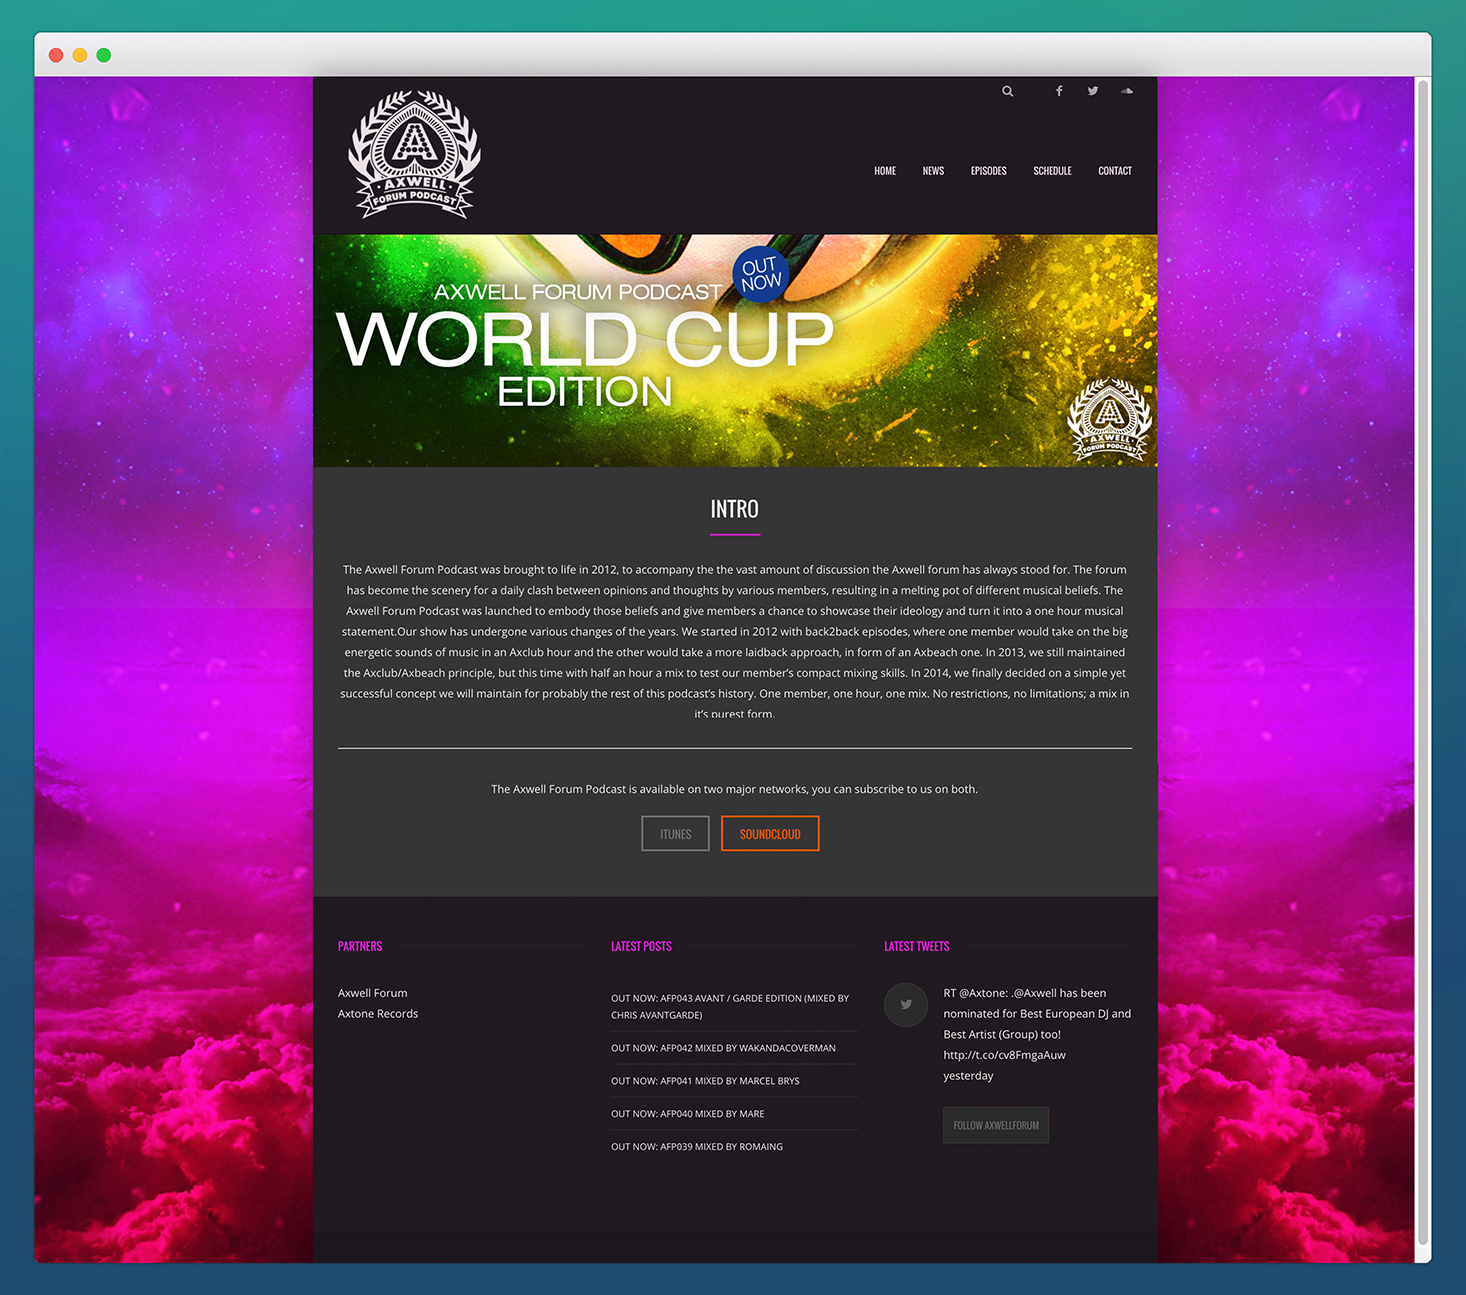 AXWELL
FORUM PODCAST
HOME NEWS EPISODES SCHEDULE CONTACT
OUT
NOW
AXWELL FORUM PODCAST
WORLD CUP
EDITION
AXWELL
FORUM PODCAST
INTRO
The Axwell Forum Podcast was brought to life in 2012, to accompany the the vast amount of discussion the Axwell forum has always stood for. The forum
has become the scenery for a daily clash between opinions and thoughts by various members, resulting in a melting pot of different musical beliefs. The
Axwell Forum Podcast was launched to embody those beliefs and give members a chance to showcase their ideology and turn it into a one hour musical
statement.Our show has undergone various changes of the years. We started in 2012 with back2back episodes, where one member would take on the big
energetic sounds of music in an Axclub hour and the other would take a more laidback approach, in form of an Axbeach one. In 2013, we still maintained
the Axclub/Axbeach principle, but this time with half an hour a mix to test our member's compact mixing skills. In 2014, we finally decided on a simple yet
successful concept we will maintain for probably the rest of this podcast's history. One member, one hour, one mix. No restrictions, no limitations; a mix in
it's purest form.
The Axwell Forum Podcast is available on two major networks, you can subscribe to us on both.
ITUNES SOUNDCLOUD
PARTNERS
Axwell Forum
Axtone Records
LATEST POSTS
OUT NOW: AFP043 AVANT / GARDE EDITION (MIXED BY
CHRIS AVANTGARDE)
OUT NOW: AFP042 MIXED BY WAKANDACOVERMAN
OUT NOW: AFP041 MIXED BY MARCEL BRYS
OUT NOW: AFP040 MIXED BY MARE
OUT NOW: AFP039 MIXED BY ROMAING
LATEST TWEETS
RT @Axtone: .@Axwell has been
nominated for Best European DJ and
Best Artist (Group) too!
http://t.co/cv8FmgaAuw
yesterday
FOLLOW AXWELLFORUM